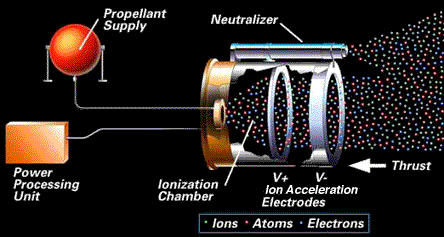 Propellant
Supply
Neutralizer
Power
Processing
Unit
Ionization
Chamber
V+ V-
Ion Acceleration
Electrodes
Thrust
· Ions · Atoms · Electrons